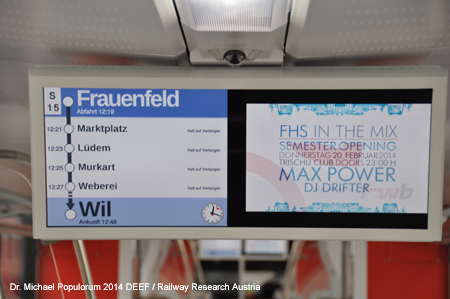 Railway Research Austria
S
15
Frauenfeld
Abfahrt 12:19
12:21 Marktplatz Halt auf Verlangen
12:23 Lüdem Halt auf Verlangen
12:25 Murkart Halt auf Verlangen
12:27 Weberei Halt auf Verlangen
Wil
Ankunft 12:46
FHS IN THE MIX
SEMESTER OPENING
DONNERSTAG 20. FEBRUAR 2014
TRISCHLI CLUB DOORS 23:00 H
MAX POWER
DJ DRIFTER
Dr. Michael Populorum 2014 DEEF / Railway Research Austria